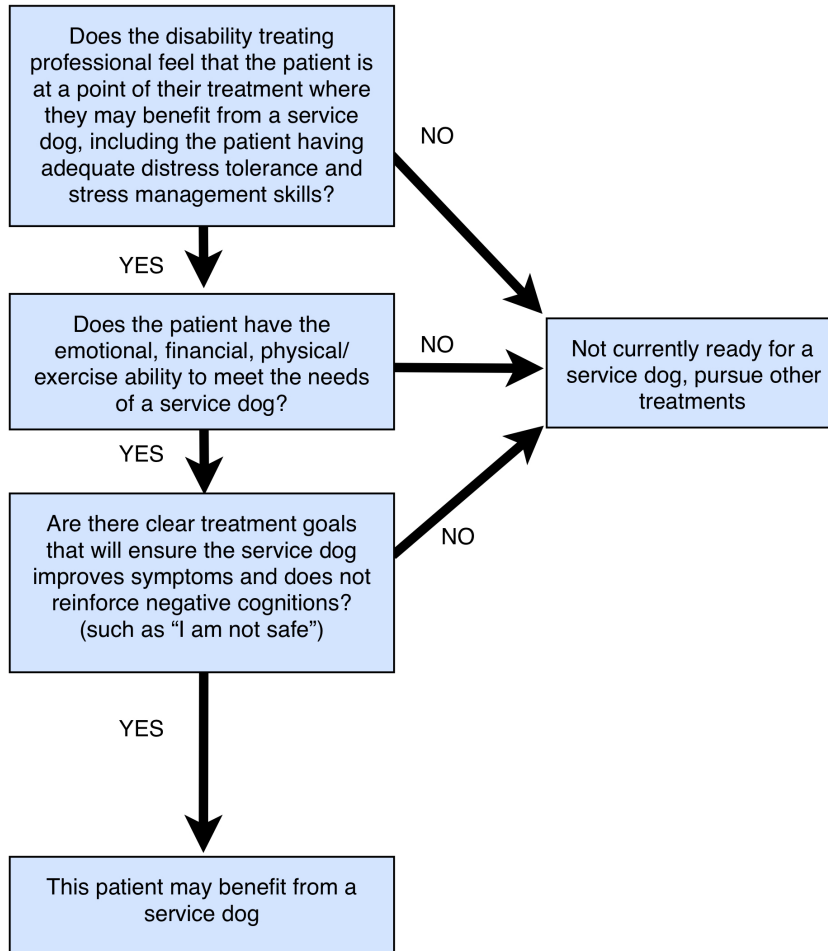 Does the disability treating
professional feel that the patient is
at a point of their treatment where
they may benefit from a service
dog, including the patient having
adequate distress tolerance and
stress management skills?
NO
YES
Does the patient have the
emotional, financial, physical/
exercise ability to meet the needs
of a service dog?
NO
Not currently ready for a
service dog, pursue other
treatments
YES
Are there clear treatment goals
that will ensure the service dog
improves symptoms and does not
reinforce negative cognitions?
(such as “I am not safe”)
NO
YES
This patient may benefit from a
service dog